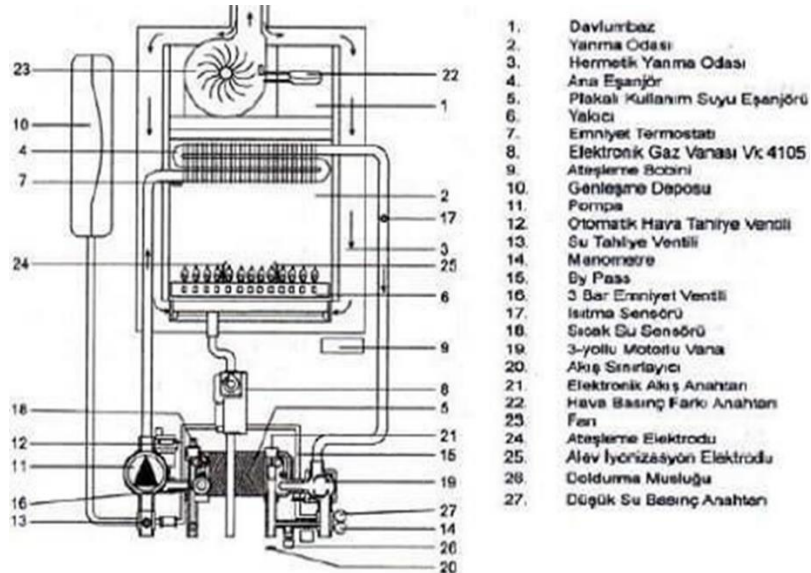 23
10
4
7
24
18
12
11
16
13
22
1
2
17
3
25
6
9
8
5
21
15
19
27
14
26
20
1. Davlumbaz
2. Yanma Odası
3. Hermetik Yanma Odası
4. Ana Eşanjör
5. Plakalı Kullanım Suyu Eşanjörü
6. Yakıcı
7. Emniyet Termostatı
8. Elektronik Gaz Vanası Vk 4105
9. Ateşleme Bobini
10. Genleşme Deposu
11. Pompa
12. Otomatik Hava Tahliye Ventili
13. Su Tahliye Ventili
14. Manometre
15. By Pass
16. 3 Bar Emniyet Ventili
17. Isıtma Sensörü
18. Sıcak Su Sensörü
19. 3-yollu Motorlu Vana
20. Akış Sınırlayıcı
21. Elektronik Akış Anahtarı
22. Hava Basınç Farkı Anahtarı
23. Fan
24. Ateşleme Elektrodu
25. Alev İyonizasyon Elektrodu
26. Doldurma Musluğu
27. Düşük Su Basınç Anahtarı